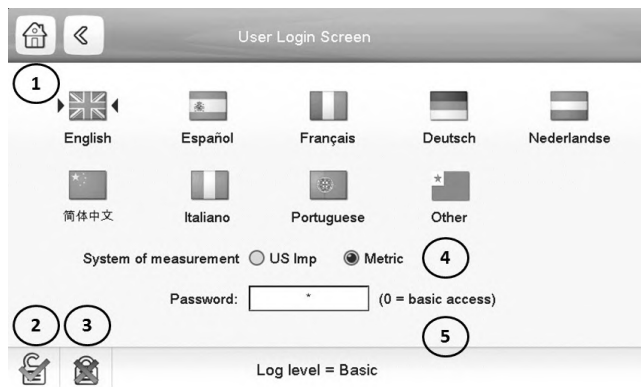 User Login Screen
1
English Español Français Deutsch Nederlandse
简体中文 Italiano Portuguese Other
System of measurement US Imp Metric 4
Password: * (0 = basic access)
2 3 5
Log level = Basic